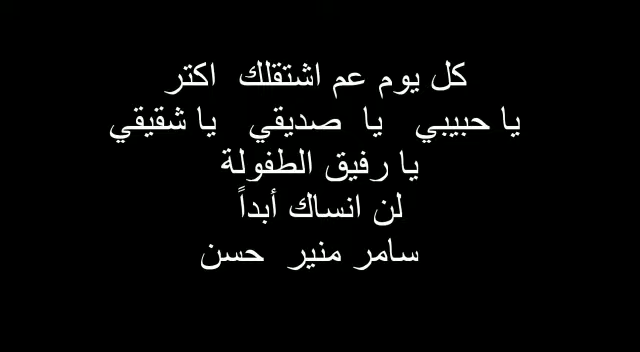 كل يوم عم اشتقلك اكتر
يا حبيبي يا صديقي يا شقيقي
يا رفيق الطفولة
لن انساك أبداً
سامر منير حسن